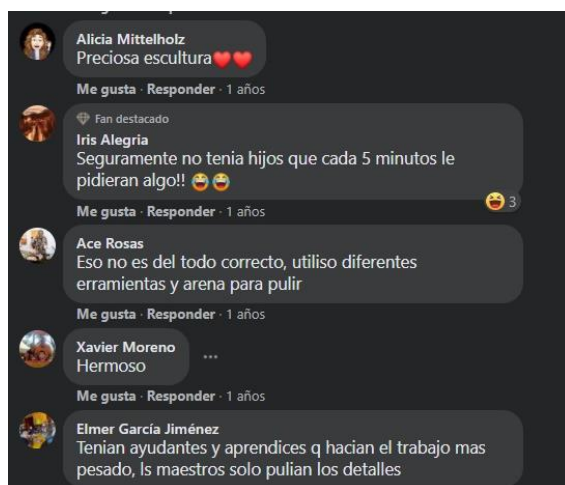 Alicia Mittelholz
Preciosa escultura❤️❤️
Me gusta · Responder · 1 años
Fan destacado
Iris Alegria
Seguramente no tenia hijos que cada 5 minutos le
pidieran algo!! 😂😂
3
Me gusta · Responder · 1 años
Ace Rosas
Eso no es del todo correcto, utiliso diferentes
erramientas y arena para pulir
Me gusta · Responder · 1 años
Xavier Moreno
Hermoso
Me gusta · Responder · 1 años
Elmer García Jiménez
Tenian ayudantes y aprendices q hacian el trabajo mas
pesado, ls maestros solo pulian los detalles